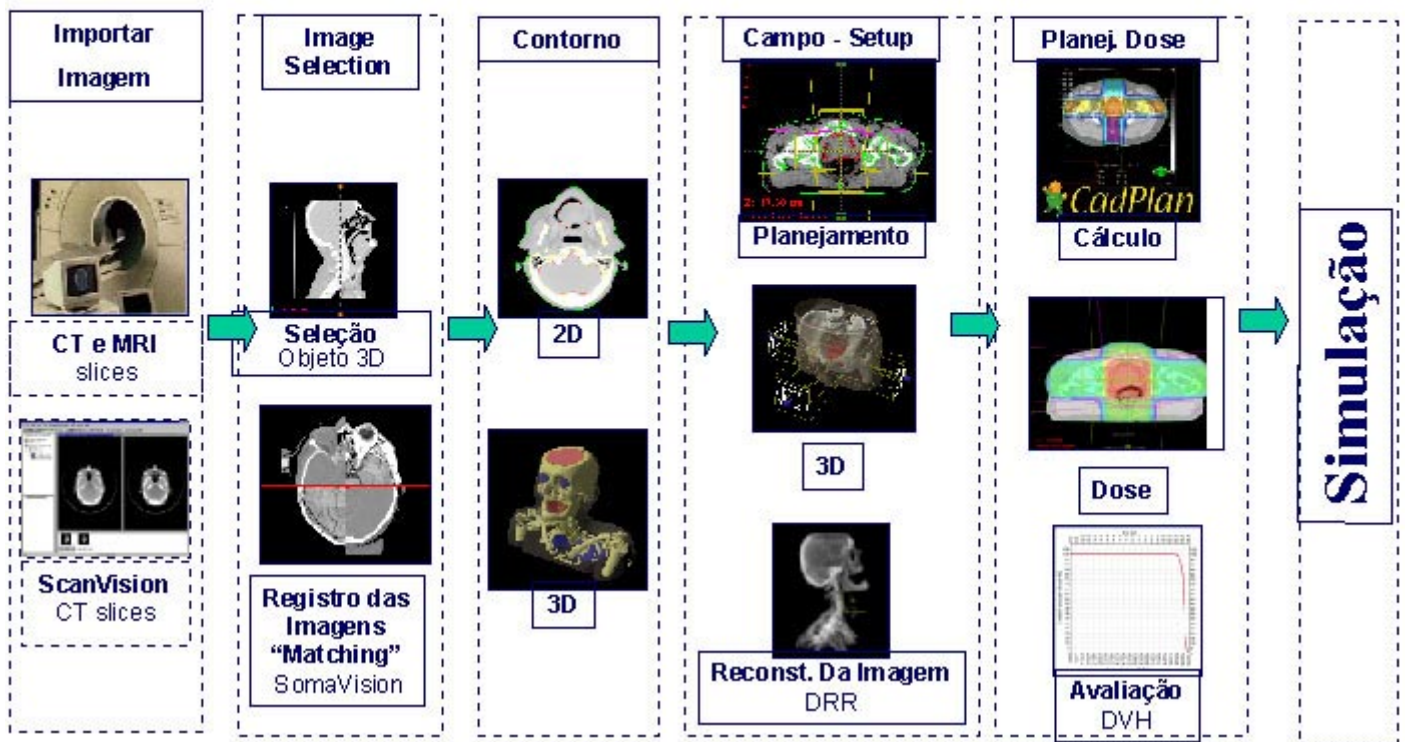 Importar
Imagem
CT e MRI
slices
ScanVision
CT slices
Image
Selection
Seleção
Objeto 3D
Registro das
Imagens
“Matching”
SomaVision
Contorno
2D
3D
Campo - Setup
Planejamento
3D
Reconst. Da Imagem
DRR
Planej. Dose
CadPlan
Cálculo
Dose
Avaliação
DVH
Simulação